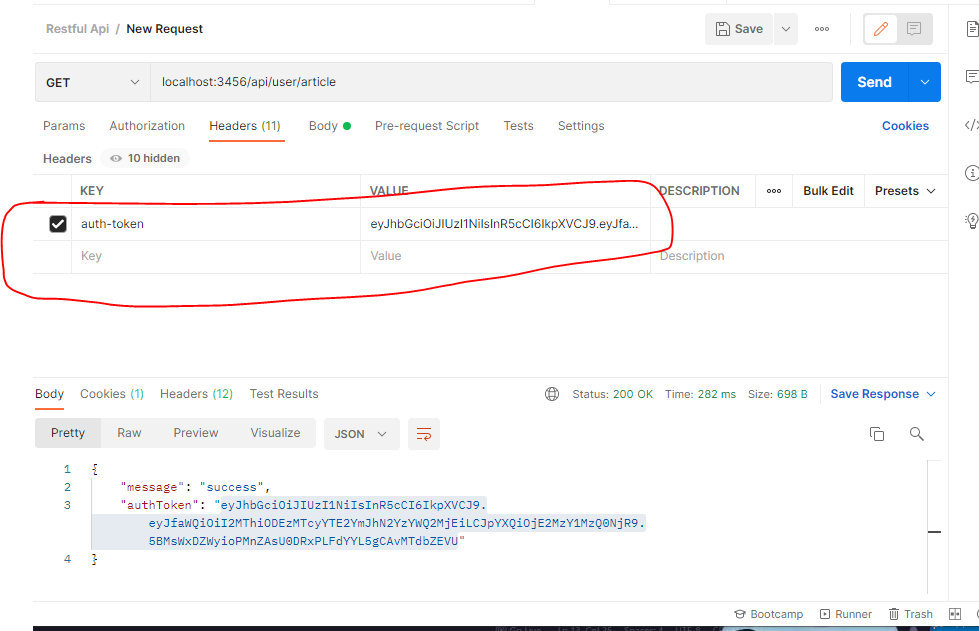 Restful Api / New Request
Save
GET
localhost:3456/api/user/article
Send
Params Authorization Headers (11) Body Pre-request Script Tests Settings Cookies
Headers 10 hidden
KEY VALUE DESCRIPTION Bulk Edit Presets
auth-token eyJhbGciOiJIUzI1NiIsInR5cCI6IkpXVCJ9.eyJfa...
Key Value Description
Body Cookies (1) Headers (12) Test Results Status: 200 OK Time: 282 ms Size: 698 B Save Response
Pretty Raw Preview Visualize JSON
1 {
2 "message": "success",
3 "authToken": "eyJhbGciOiJIUzI1NiIsInR5cCI6IkpXVCJ9.
eyJfaWQiOiI2MThiODEzMTcyYTE2YmJhN2YzYWQ2MjEiLCJpYXQiOjE2MzY1MzQ0NjR9.
5BMsWxDZWyioPMnZAsU0DRxPLFdYYL5gCAvMTdbZEVU"
4 }
Bootcamp Runner Trash